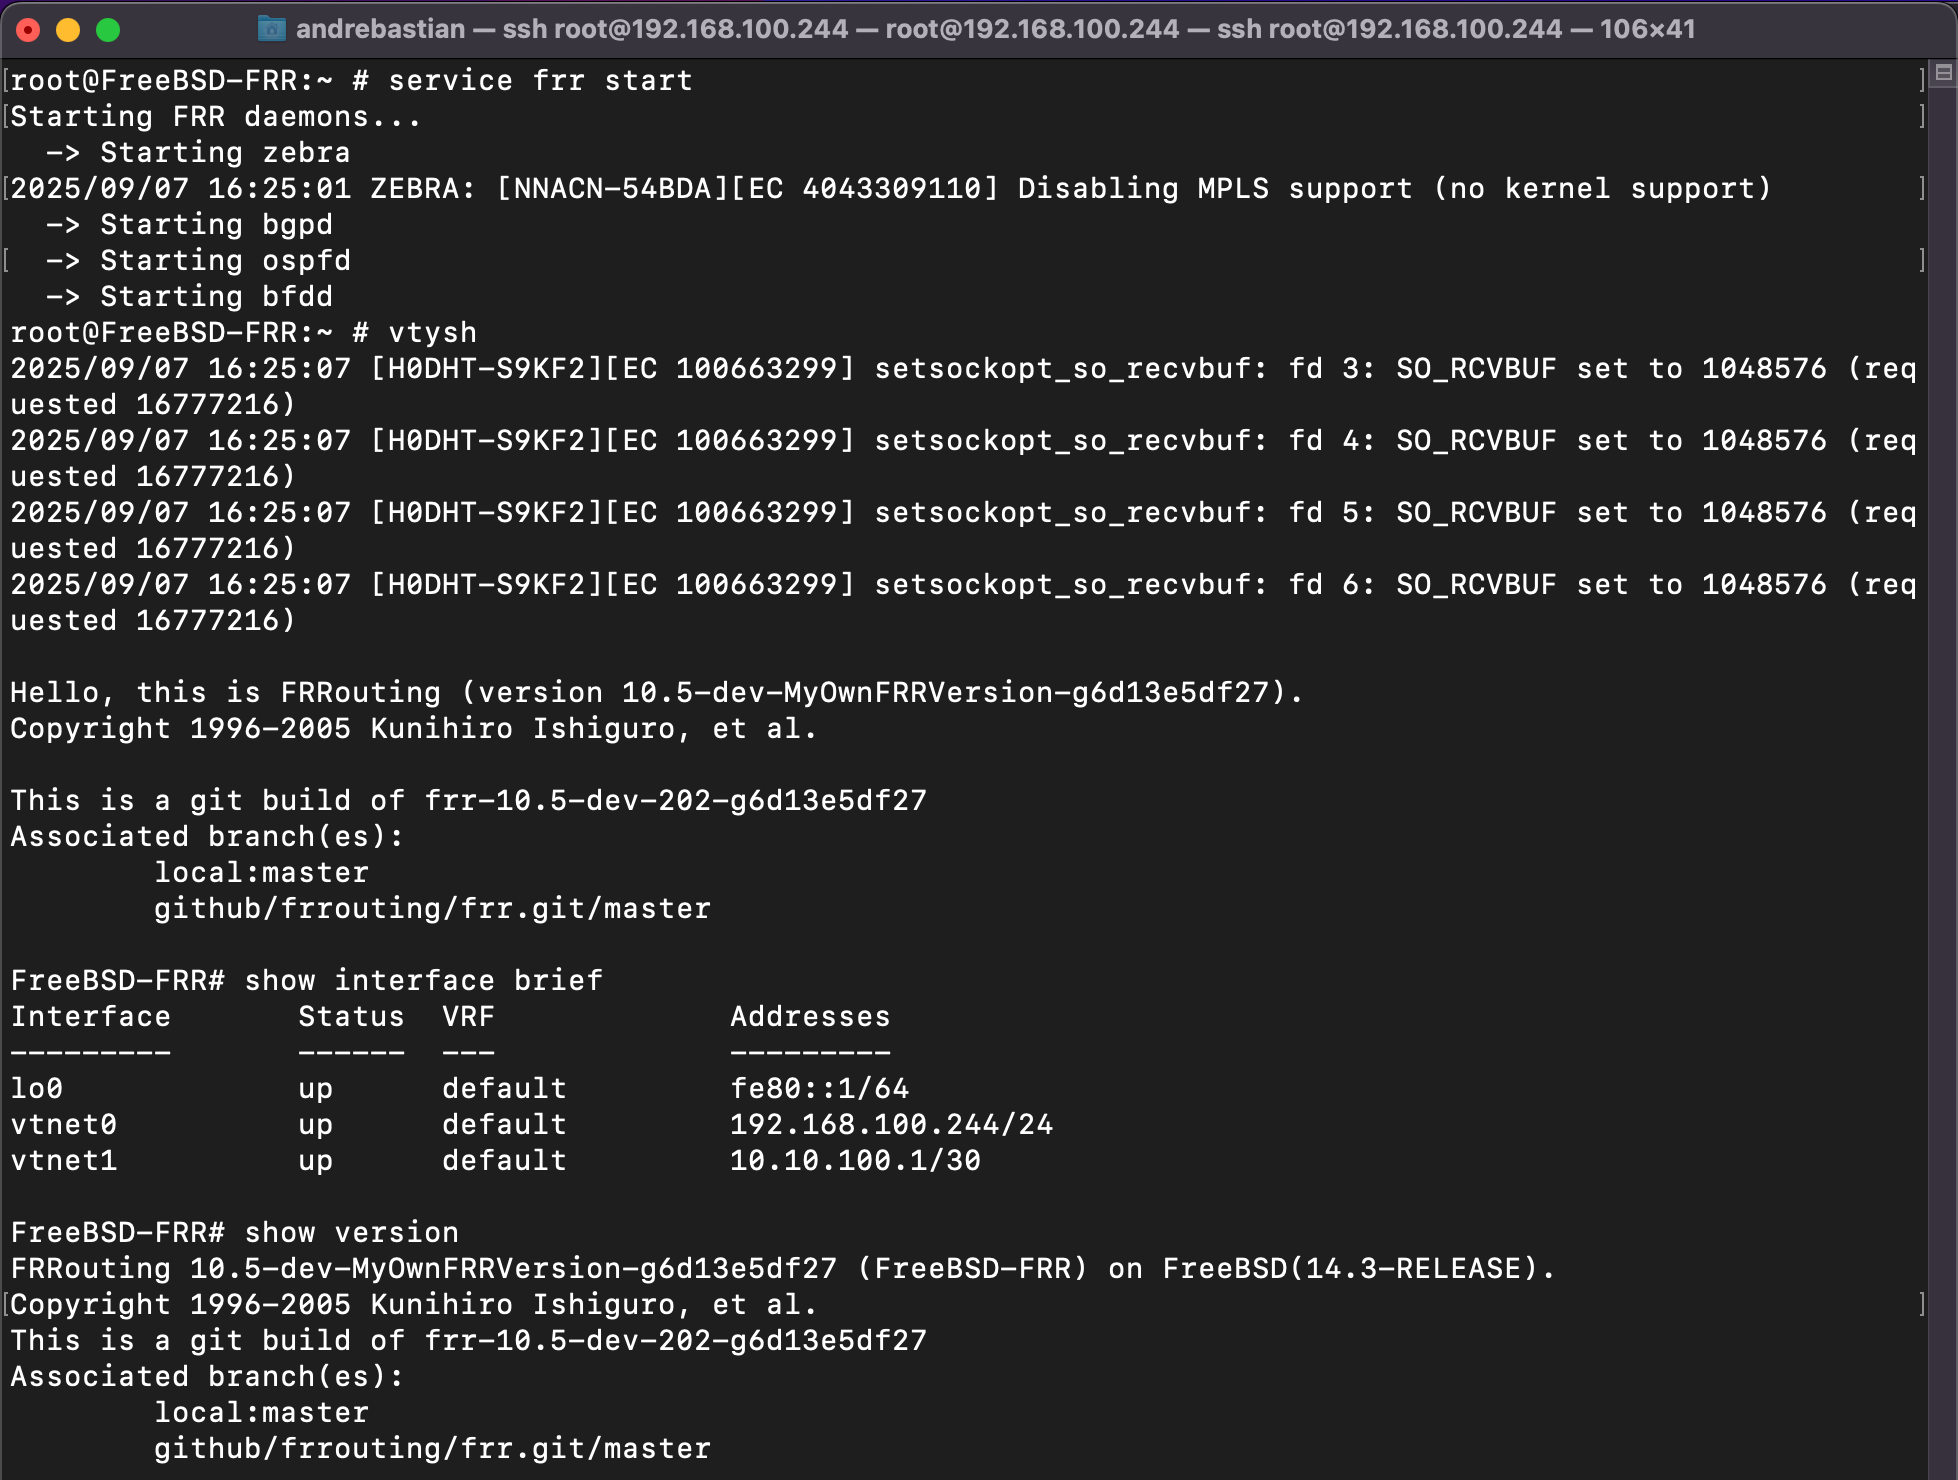 andrebastian — ssh root@192.168.100.244 — root@192.168.100.244 — ssh root@192.168.100.244 — 106×41
[root@FreeBSD-FRR:~ # service frr start ]
[Starting FRR daemons... ]
  -> Starting zebra
[2025/09/07 16:25:01 ZEBRA: [NNACN-54BDA][EC 4043309110] Disabling MPLS support (no kernel support) ]
  -> Starting bgpd
[  -> Starting ospfd ]
  -> Starting bfdd
root@FreeBSD-FRR:~ # vtysh
2025/09/07 16:25:07 [H0DHT-S9KF2][EC 100663299] setsockopt_so_recvbuf: fd 3: SO_RCVBUF set to 1048576 (req
uested 16777216)
2025/09/07 16:25:07 [H0DHT-S9KF2][EC 100663299] setsockopt_so_recvbuf: fd 4: SO_RCVBUF set to 1048576 (req
uested 16777216)
2025/09/07 16:25:07 [H0DHT-S9KF2][EC 100663299] setsockopt_so_recvbuf: fd 5: SO_RCVBUF set to 1048576 (req
uested 16777216)
2025/09/07 16:25:07 [H0DHT-S9KF2][EC 100663299] setsockopt_so_recvbuf: fd 6: SO_RCVBUF set to 1048576 (req
uested 16777216)

Hello, this is FRRouting (version 10.5-dev-MyOwnFRRVersion-g6d13e5df27).
Copyright 1996-2005 Kunihiro Ishiguro, et al.

This is a git build of frr-10.5-dev-202-g6d13e5df27
Associated branch(es):
        local:master
        github/frrouting/frr.git/master

FreeBSD-FRR# show interface brief
Interface       Status  VRF             Addresses
---------       ------  ---             ---------
lo0             up      default         fe80::1/64
vtnet0          up      default         192.168.100.244/24
vtnet1          up      default         10.10.100.1/30

FreeBSD-FRR# show version
FRRouting 10.5-dev-MyOwnFRRVersion-g6d13e5df27 (FreeBSD-FRR) on FreeBSD(14.3-RELEASE).
[Copyright 1996-2005 Kunihiro Ishiguro, et al. ]
This is a git build of frr-10.5-dev-202-g6d13e5df27
Associated branch(es):
        local:master
        github/frrouting/frr.git/master